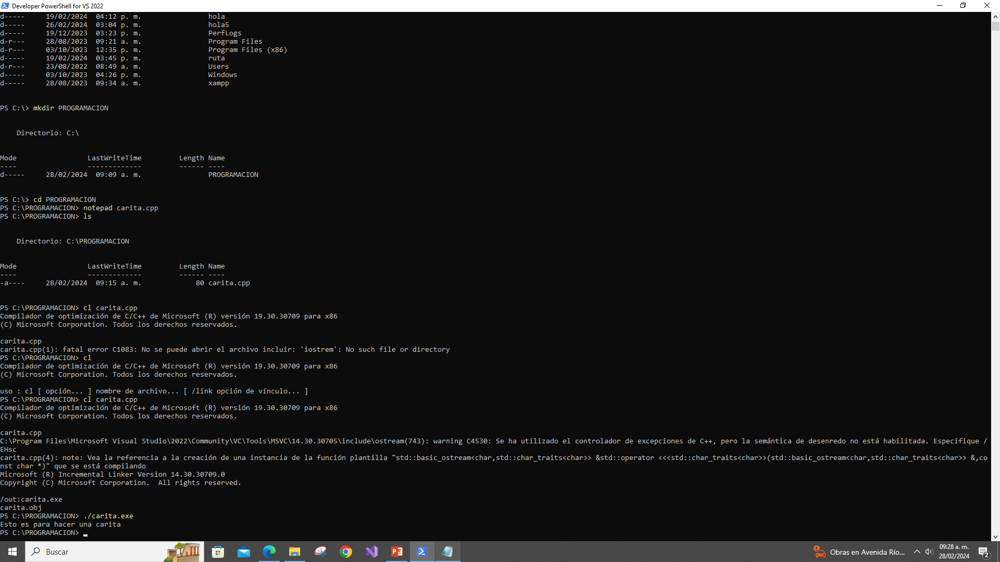 Developer PowerShell for VS 2022
d-----     19/02/2024  04:12 p. m.                hola
d-----     26/02/2024  03:04 p. m.                hola5
d-----     19/12/2023  03:23 p. m.                PerfLogs
d-r---     28/08/2023  09:21 a. m.                Program Files
d-r---     03/10/2023  12:35 p. m.                Program Files (x86)
d-----     19/02/2024  03:45 p. m.                ruta
d-r---     23/08/2022  08:49 a. m.                Users
d-----     03/10/2023  04:26 p. m.                Windows
d-----     28/08/2023  09:34 a. m.                xampp
PS C:\> mkdir PROGRAMACION
    Directorio: C:\
Mode                 LastWriteTime         Length Name
----                 -------------         ------ ----
d-----     28/02/2024  09:09 a. m.                PROGRAMACION
PS C:\> cd PROGRAMACION
PS C:\PROGRAMACION> notepad carita.cpp
PS C:\PROGRAMACION> ls
    Directorio: C:\PROGRAMACION
Mode                 LastWriteTime         Length Name
----                 -------------         ------ ----
-a----     28/02/2024  09:15 a. m.             80 carita.cpp
PS C:\PROGRAMACION> cl carita.cpp
Compilador de optimización de C/C++ de Microsoft (R) versión 19.30.30709 para x86
(C) Microsoft Corporation. Todos los derechos reservados.
carita.cpp
carita.cpp(1): fatal error C1083: No se puede abrir el archivo incluir: 'iostrem': No such file or directory
PS C:\PROGRAMACION> cl
Compilador de optimización de C/C++ de Microsoft (R) versión 19.30.30709 para x86
(C) Microsoft Corporation. Todos los derechos reservados.
uso : cl [ opción... ] nombre de archivo... [ /link opción de vínculo... ]
PS C:\PROGRAMACION> cl carita.cpp
Compilador de optimización de C/C++ de Microsoft (R) versión 19.30.30709 para x86
(C) Microsoft Corporation. Todos los derechos reservados.
carita.cpp
C:\Program Files\Microsoft Visual Studio\2022\Community\VC\Tools\MSVC\14.30.30705\include\ostream(743): warning C4530: Se ha utilizado el controlador de excepciones de C++, pero la semántica de desenredo no está habilitada. Especifique /
EHsc
carita.cpp(4): note: Vea la referencia a la creación de una instancia de la función plantilla "std::basic_ostream<char,std::char_traits<char>> &std::operator <<<std::char_traits<char>>(std::basic_ostream<char,std::char_traits<char>> &,co
nst char *)" que se está compilando
Microsoft (R) Incremental Linker Version 14.30.30709.0
Copyright (C) Microsoft Corporation.  All rights reserved.
/out:carita.exe
carita.obj
PS C:\PROGRAMACION> ./carita.exe
Esto es para hacer una carita
PS C:\PROGRAMACION>
Buscar
Obras en Avenida Río...
09:28 a. m.
28/02/2024
2